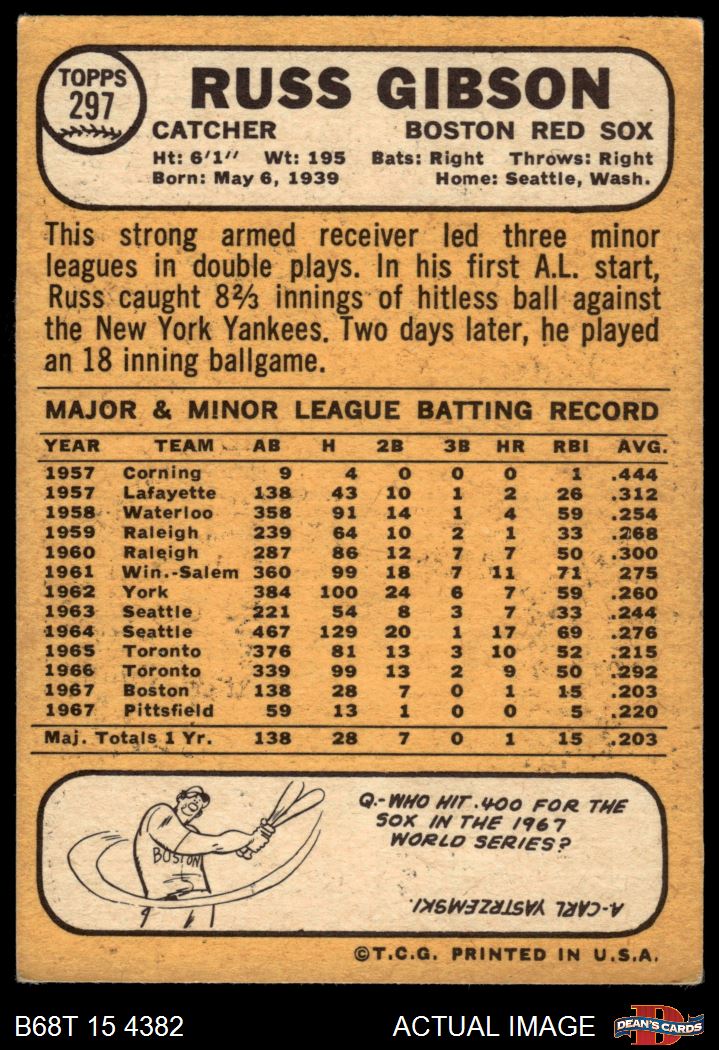 TOPPS
297
RUSS GIBSON
CATCHER BOSTON RED SOX
Ht: 6'1" Wt: 195 Bats: Right Throws: Right
Born: May 6, 1939 Home: Seattle, Wash.
This strong armed receiver led three minor
leagues in double plays. In his first A.L. start,
Russ caught 8⅔ innings of hitless ball against
the New York Yankees. Two days later, he played
an 18 inning ballgame.
MAJOR & MINOR LEAGUE BATTING RECORD
YEAR TEAM AB H 2B 3B HR RBI AVG.
1957 Corning 9 4 0 0 0 1 .444
1957 Lafayette 138 43 10 1 2 26 .312
1958 Waterloo 358 91 14 1 4 59 .254
1959 Raleigh 239 64 10 2 1 33 .268
1960 Raleigh 287 86 12 7 7 50 .300
1961 Win.-Salem 360 99 18 7 11 71 275
1962 York 384 100 24 6 7 59 .260
1963 Seattle 221 54 8 3 7 33 .244
1964 Seattle 467 129 20 1 17 69 .276
1965 Toronto 376 81 13 3 10 52 .215
1966 Toronto 339 99 13 2 9 50 .292
1967 Boston 138 28 7 0 1 15 .203
1967 Pittsfield 59 13 1 0 0 5 .220
Maj. Totals 1 Yr. 138 28 7 0 1 15 .203
BOSTON
Q.-WHO HIT .400 FOR THE
SOX IN THE 1967
WORLD SERIES?
A-CARL YASTRZEMSKI.
©T.C.G. PRINTED IN U.S.A.
B68T 15 4382 ACTUAL IMAGE
D
DEAN'S CARDS